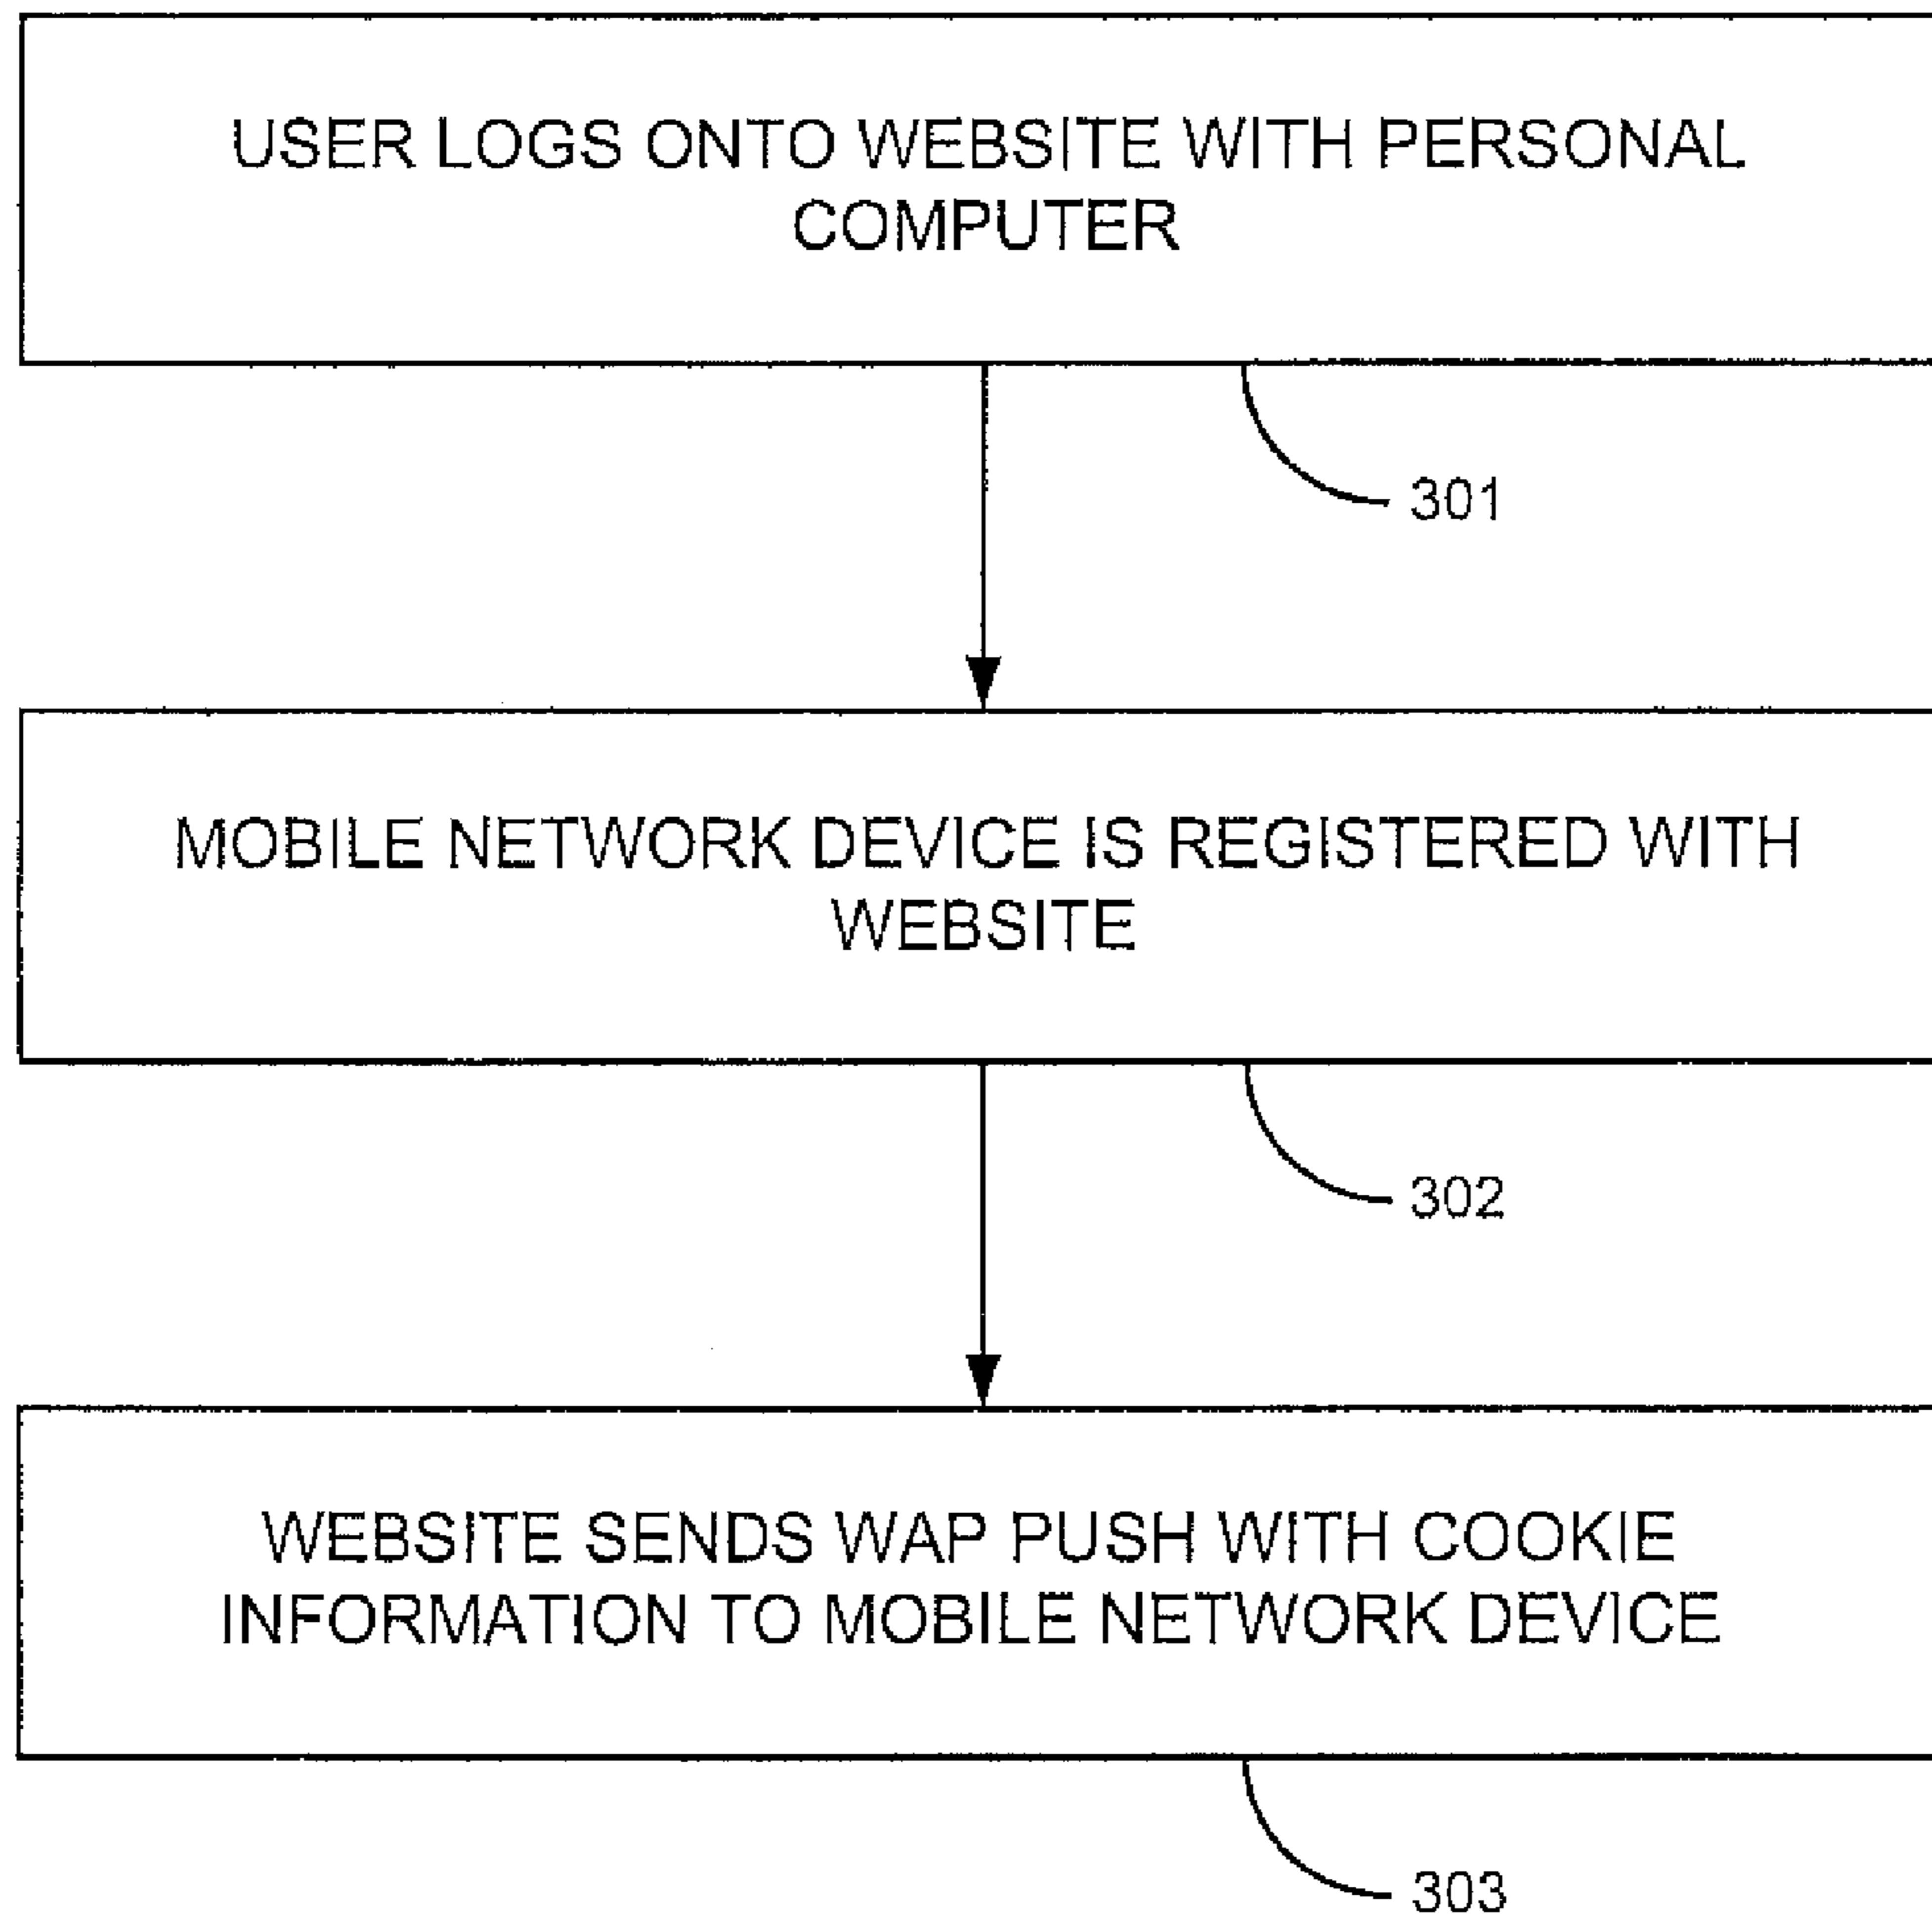 USER LOGS ONTO WEBSITE WITH PERSONAL
COMPUTER
301
MOBILE NETWORK DEVICE IS REGISTERED WITH
WEBSITE
302
WEBSITE SENDS WAP PUSH WITH COOKIE
INFORMATION TO MOBILE NETWORK DEVICE
303